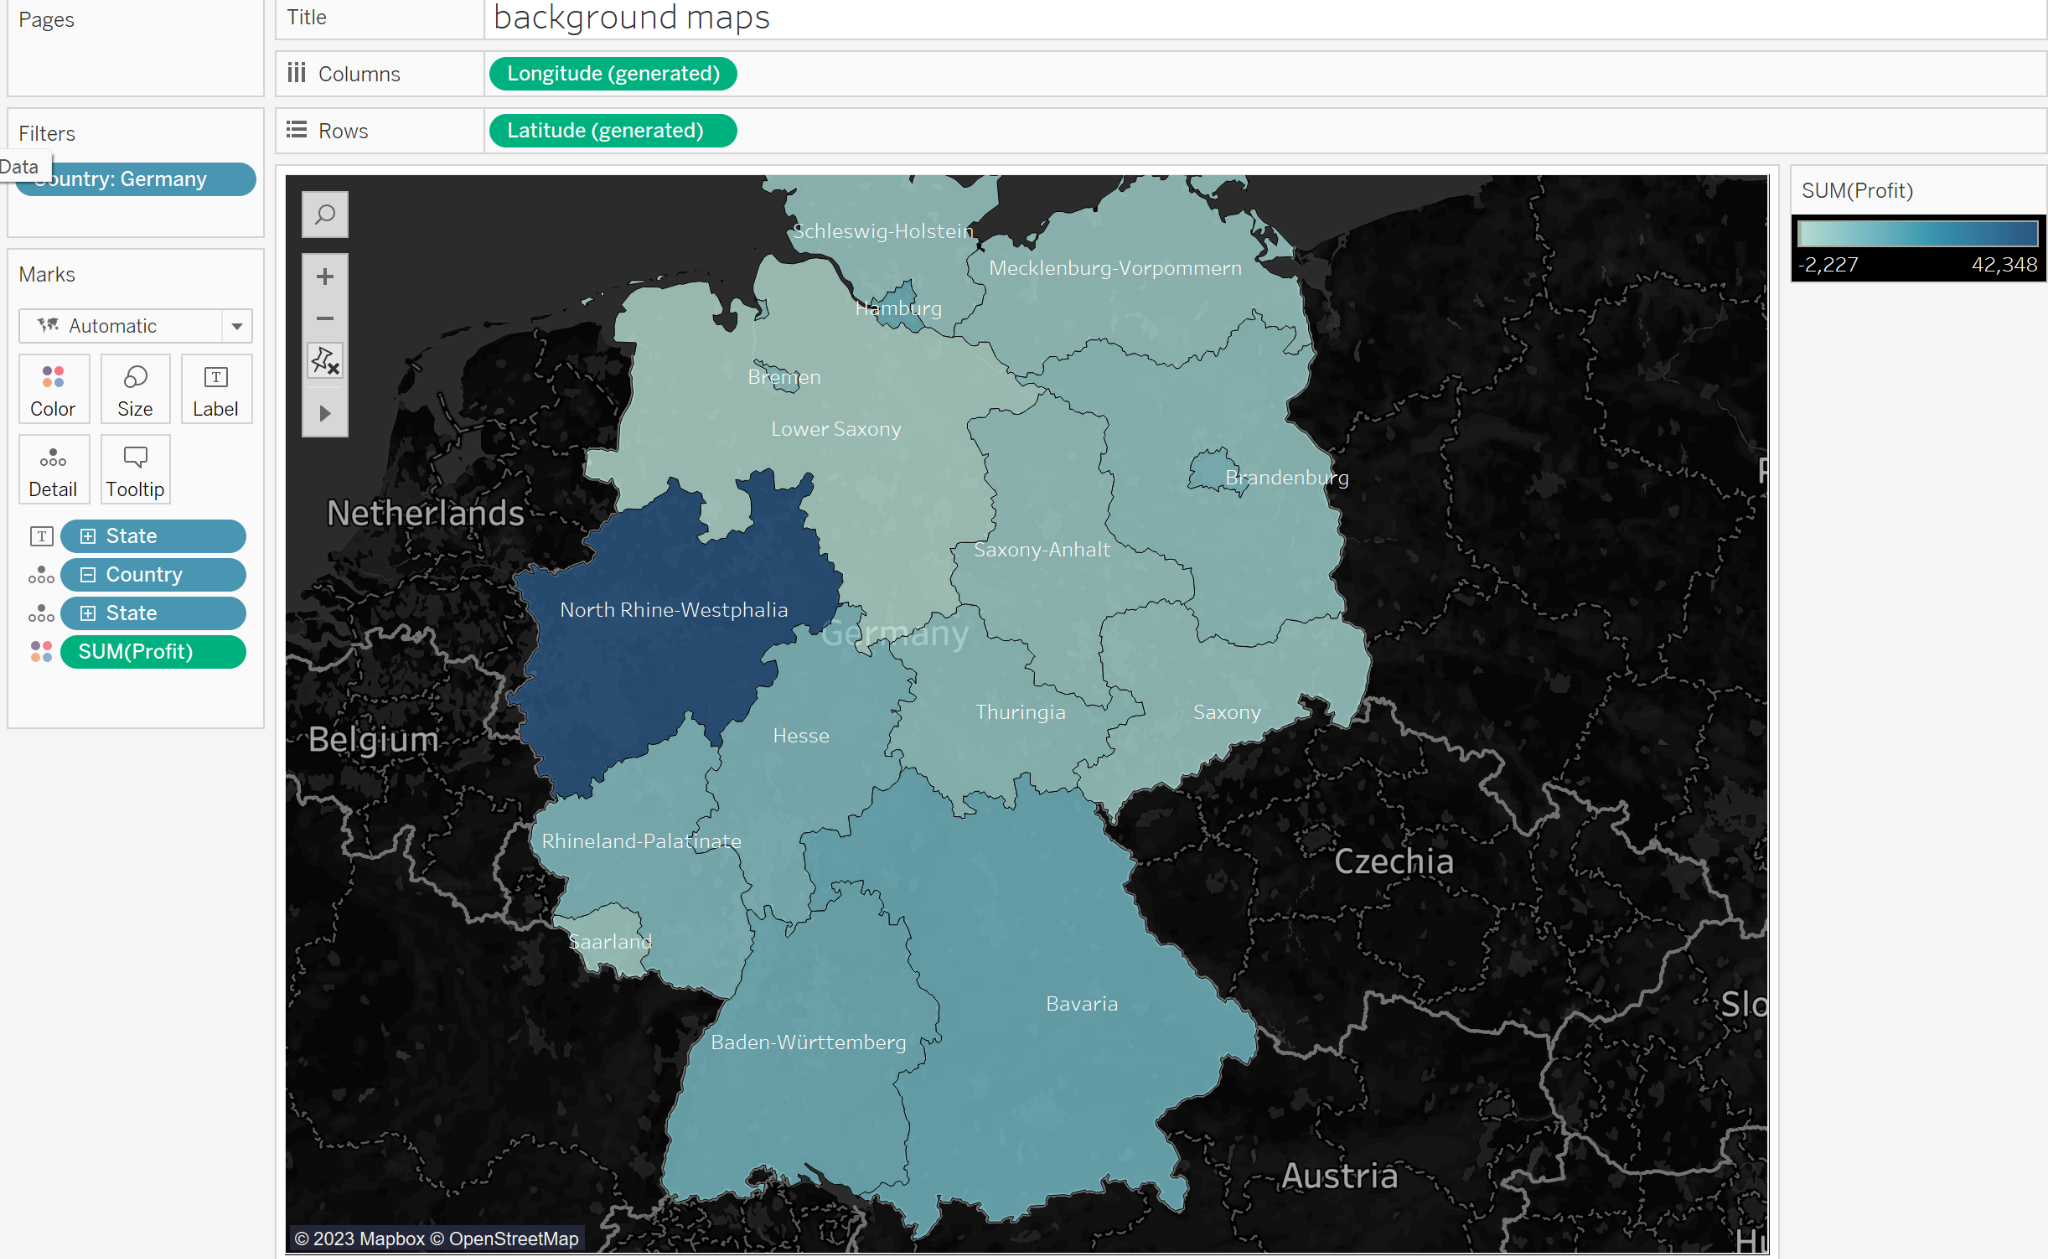 Pages
Title
background maps
Columns
Longitude (generated)
Rows
Latitude (generated)
Filters
Data
Country: Germany
Marks
Automatic
Color
Size
Label
Detail
Tooltip
T
State
Country
State
SUM(Profit)
Schleswig-Holstein
Mecklenburg-Vorpommern
Hamburg
Bremen
Lower Saxony
Brandenburg
Netherlands
Saxony-Anhalt
North Rhine-Westphalia
Germany
Belgium
Hesse
Thuringia
Saxony
Rhineland-Palatinate
Czechia
Saarland
Bavaria
Slo
Baden-Württemberg
Austria
Hu
© 2023 Mapbox © OpenStreetMap
SUM(Profit)
-2,227
42,348